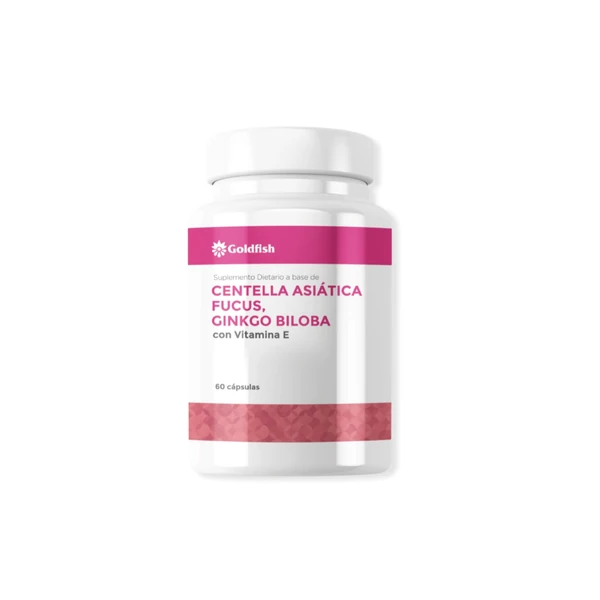 Goldfish
Suplemento Dietario a base de
CENTELLA ASIÁTICA
FUCUS,
GINKGO BILOBA
con Vitamina E
60 cápsulas